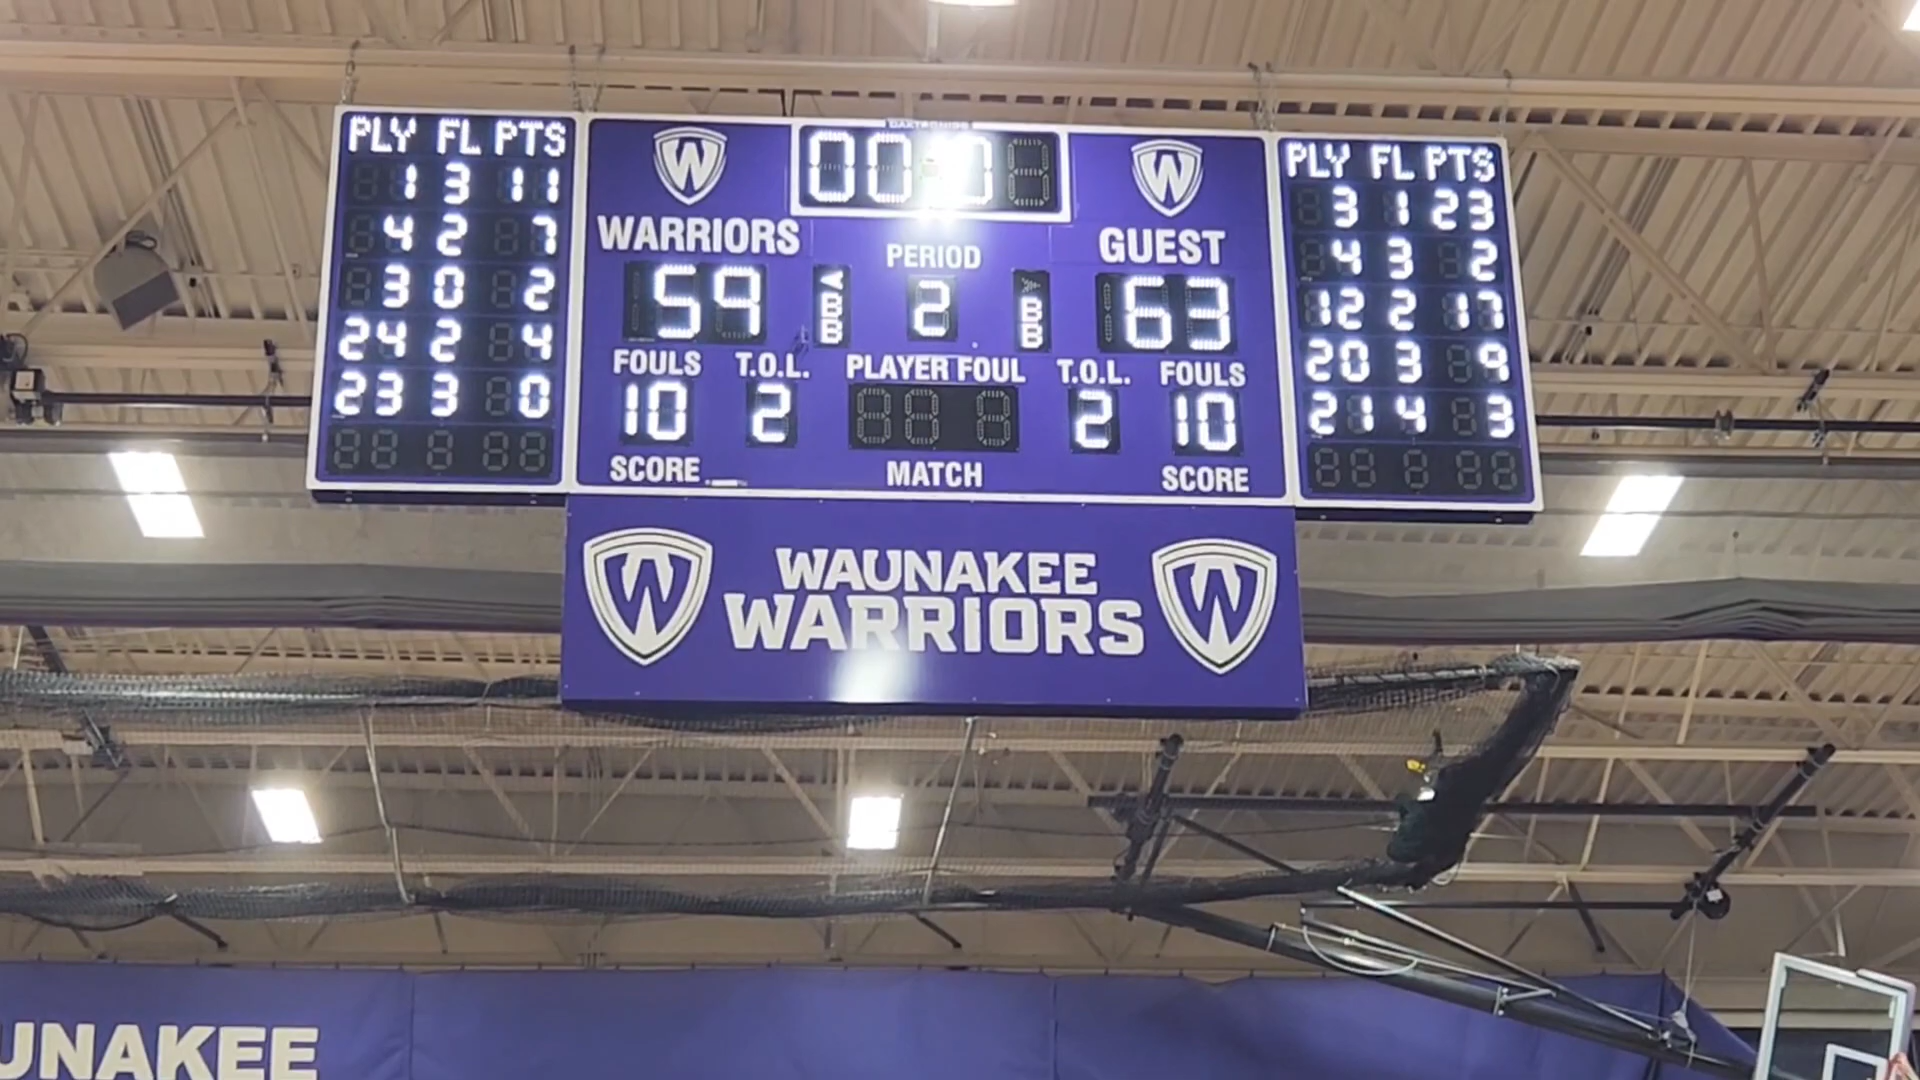 DAKTRONICS
PLY FL PTS
1 3 11
4 2 7
3 0 2
24 2 4
23 3 0
W
WARRIORS
59
FOULS T.O.L.
10 2
SCORE
00
PERIOD
B B 2 B B
PLAYER FOUL
MATCH
W
GUEST
63
T.O.L. FOULS
2 10
SCORE
PLY FL PTS
3 1 23
4 3 2
12 2 17
20 3 9
21 4 3
W WAUNAKEE W
WARRIORS
UNAKEE